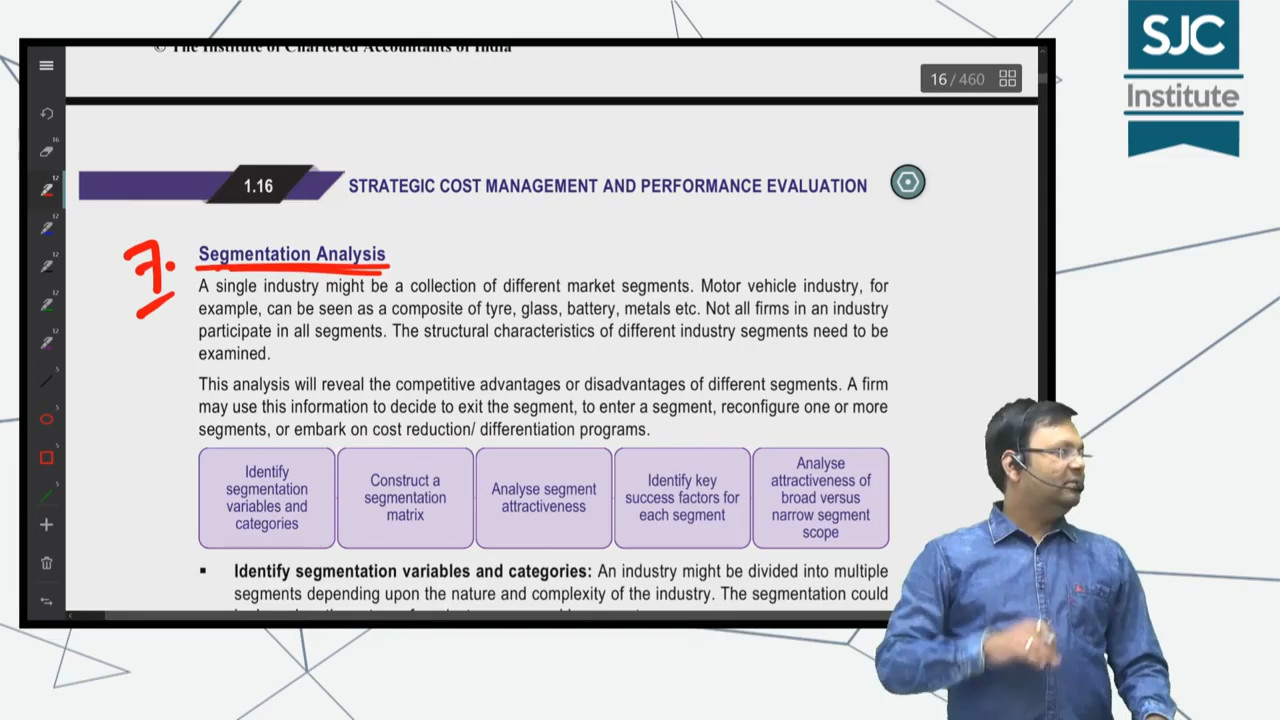 © The Institute of Chartered Accountants of India
SJC
Institute
16 / 460
1.16
STRATEGIC COST MANAGEMENT AND PERFORMANCE EVALUATION
7.
Segmentation Analysis
A single industry might be a collection of different market segments. Motor vehicle industry, for
example, can be seen as a composite of tyre, glass, battery, metals etc. Not all firms in an industry
participate in all segments. The structural characteristics of different industry segments need to be
examined.
This analysis will reveal the competitive advantages or disadvantages of different segments. A firm
may use this information to decide to exit the segment, to enter a segment, reconfigure one or more
segments, or embark on cost reduction/ differentiation programs.
Identify
segmentation
variables and
categories
Construct a
segmentation
matrix
Analyse segment
attractiveness
Identify key
success factors for
each segment
Analyse
attractiveness of
broad versus
narrow segment
scope
▪ Identify segmentation variables and categories: An industry might be divided into multiple
segments depending upon the nature and complexity of the industry. The segmentation could